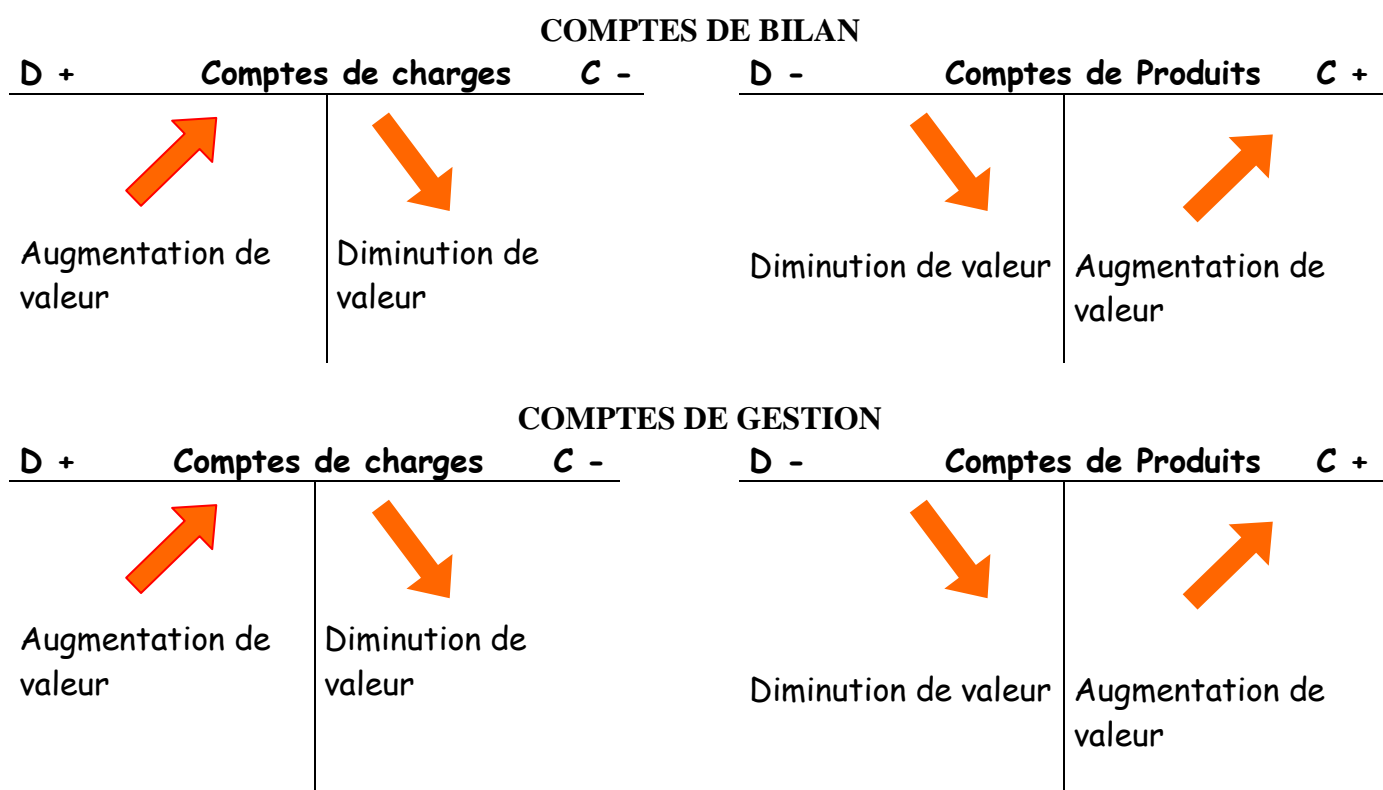 COMPTES DE BILAN
D + Comptes de charges C -
D - Comptes de Produits C +
Augmentation de
valeur
Diminution de
valeur
Diminution de valeur
Augmentation de
valeur
COMPTES DE GESTION
D + Comptes de charges C -
D - Comptes de Produits C +
Augmentation de
valeur
Diminution de
valeur
Diminution de valeur
Augmentation de
valeur